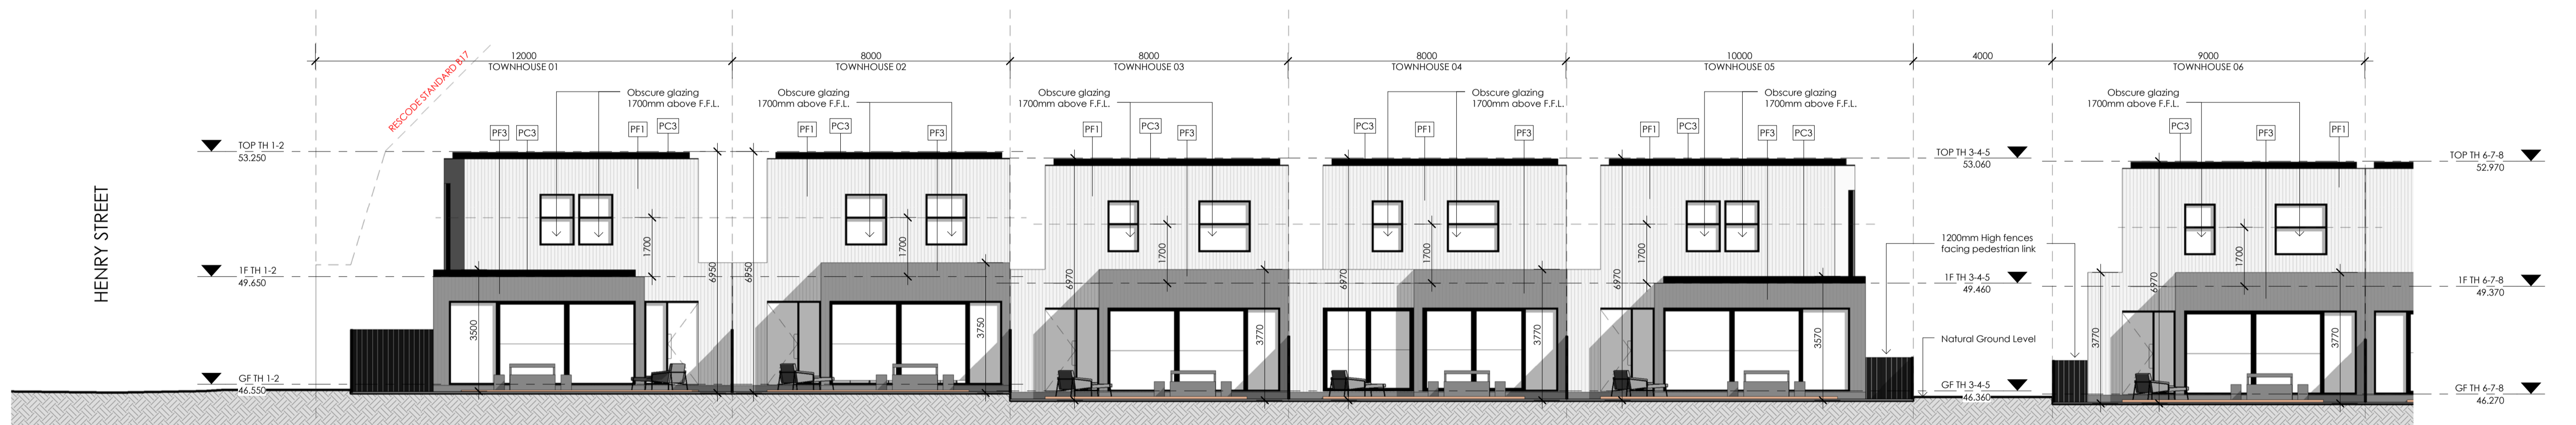 12000
TOWNHOUSE 01
8000
TOWNHOUSE 02
8000
TOWNHOUSE 03
8000
TOWNHOUSE 04
10000
TOWNHOUSE 05
4000
9000
TOWNHOUSE 06
RESCODE STANDARD B17
HENRY STREET
Obscure glazing
1700mm above F.F.L.
Obscure glazing
1700mm above F.F.L.
Obscure glazing
1700mm above F.F.L.
Obscure glazing
1700mm above F.F.L.
Obscure glazing
1700mm above F.F.L.
Obscure glazing
1700mm above F.F.L.
PF3
PC3
PF1
PC3
PF1
PC3
PF3
PF1
PC3
PF3
PC3
PF1
PF3
PF1
PC3
PF3
PC3
PC3
PF3
PF1
TOP TH 1-2
53.250
1F TH 1-2
49.650
GF TH 1-2
46.550
TOP TH 3-4-5
53.060
1F TH 3-4-5
49.460
GF TH 3-4-5
46.360
TOP TH 6-7-8
52.970
1F TH 6-7-8
49.370
GF TH 6-7-8
46.270
1200mm High fences
facing pedestrian link
Natural Ground Level
3500
1700
6950
6950
1700
3750
6970
1700
3770
6970
1700
3770
6970
1700
3570
3770
6970
1700
3770